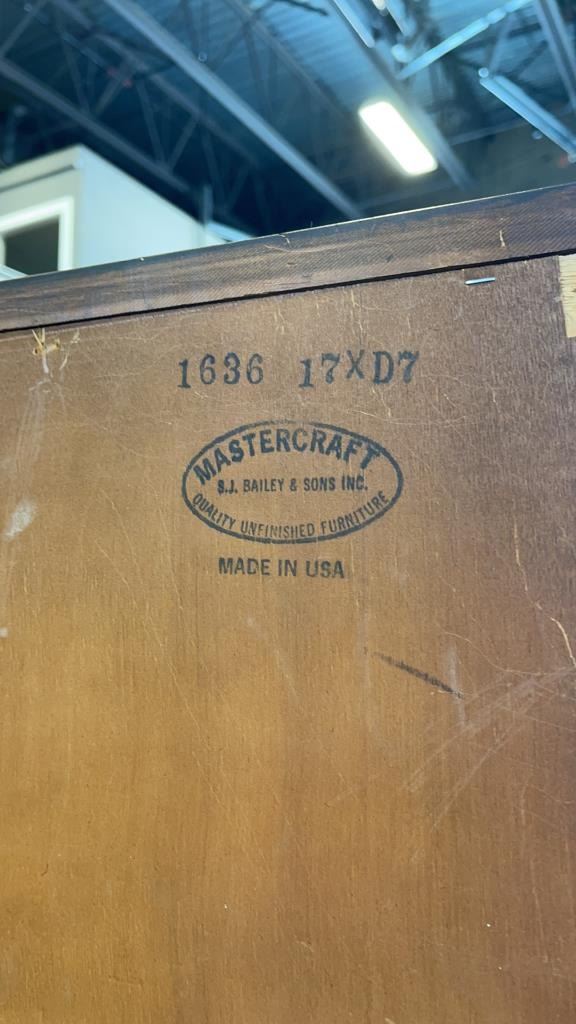 1636 17XD7
MASTERCRAFT
S.J. BAILEY & SONS INC.
QUALITY UNFINISHED FURNITURE
MADE IN USA